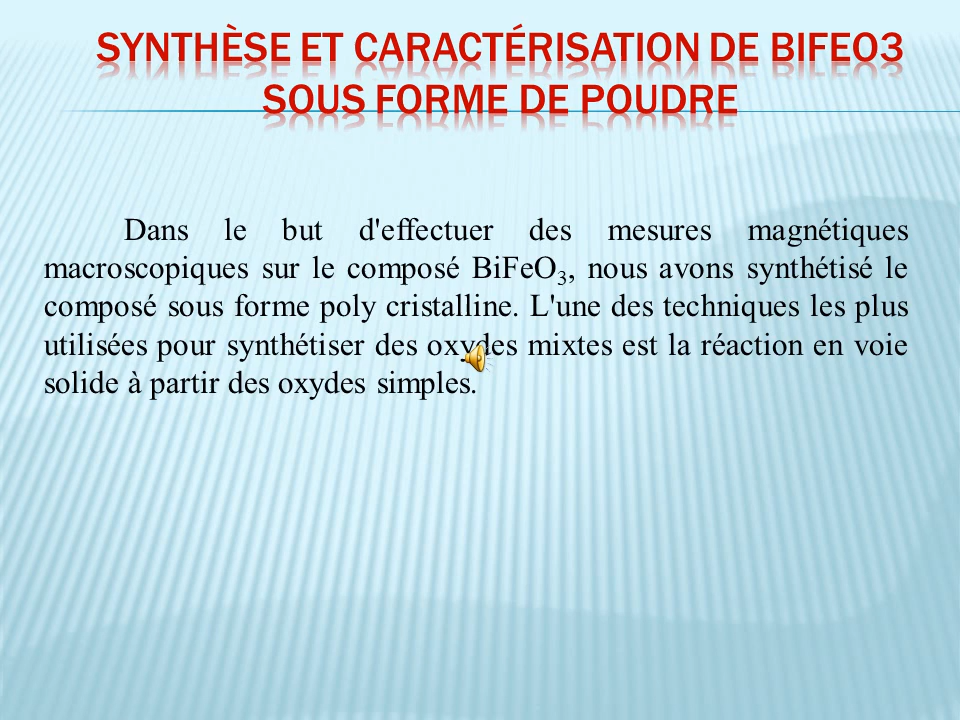 SYNTHÈSE ET CARACTÉRISATION DE BIFEO3
SOUS FORME DE POUDRE
Dans le but d'effectuer des mesures magnétiques
macroscopiques sur le composé BiFeO₃, nous avons synthétisé le
composé sous forme poly cristalline. L'une des techniques les plus
utilisées pour synthétiser des oxydes mixtes est la réaction en voie
solide à partir des oxydes simples.